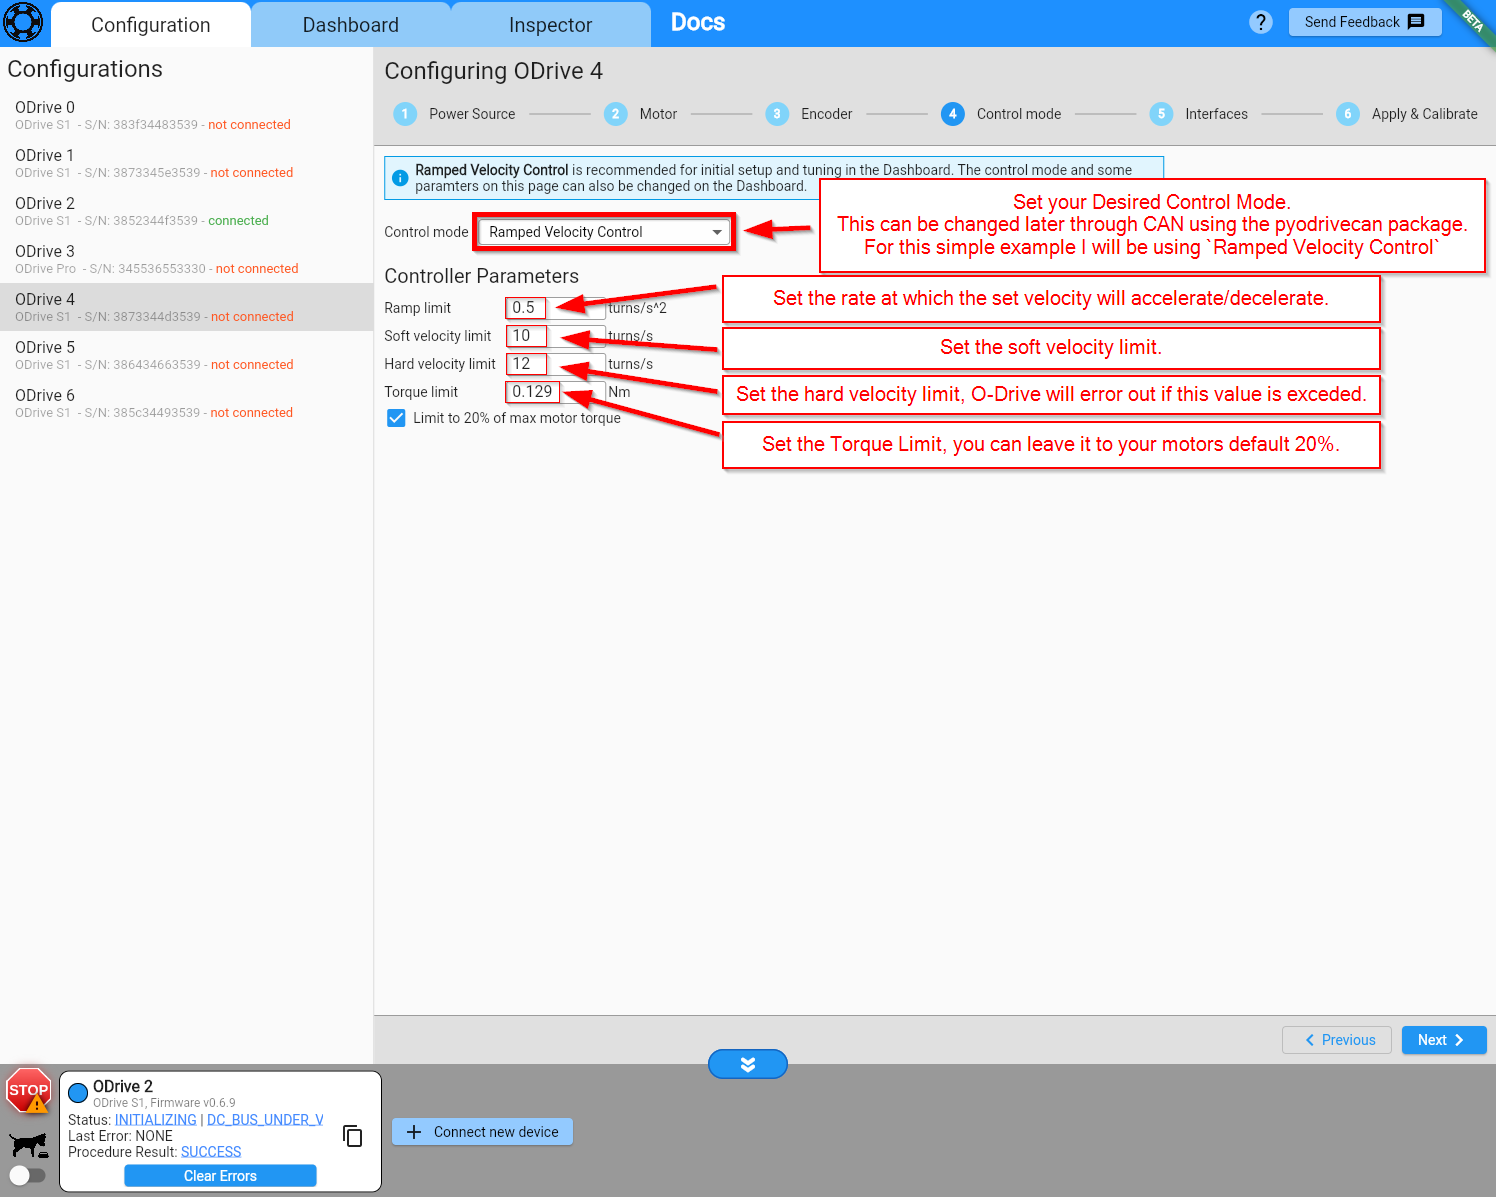 Configuration
Dashboard
Inspector
Docs
?
Send Feedback
BETA
Configurations
ODrive 0
ODrive S1 - S/N: 383f34483539 - not connected
ODrive 1
ODrive S1 - S/N: 3873345e3539 - not connected
ODrive 2
ODrive S1 - S/N: 3852344f3539 - connected
ODrive 3
ODrive Pro - S/N: 345536553330 - not connected
ODrive 4
ODrive S1 - S/N: 3873344d3539 - not connected
ODrive 5
ODrive S1 - S/N: 386434663539 - not connected
ODrive 6
ODrive S1 - S/N: 385c34493539 - not connected
Configuring ODrive 4
1 Power Source
2 Motor
3 Encoder
4 Control mode
5 Interfaces
6 Apply & Calibrate
Ramped Velocity Control is recommended for initial setup and tuning in the Dashboard. The control mode and some
paramters on this page can also be changed on the Dashboard.
Set your Desired Control Mode.
This can be changed later through CAN using the pyodrivecan package.
For this simple example I will be using `Ramped Velocity Control`
Control mode Ramped Velocity Control
Controller Parameters
Ramp limit 0.5 turns/s^2
Set the rate at which the set velocity will accelerate/decelerate.
Soft velocity limit 10 turns/s
Set the soft velocity limit.
Hard velocity limit 12 turns/s
Set the hard velocity limit, O-Drive will error out if this value is exceded.
Torque limit 0.129 Nm
Limit to 20% of max motor torque
Set the Torque Limit, you can leave it to your motors default 20%.
Previous
Next
STOP
ODrive 2
ODrive S1, Firmware v0.6.9
Status: INITIALIZING | DC_BUS_UNDER_V
Last Error: NONE
Procedure Result: SUCCESS
Clear Errors
Connect new device